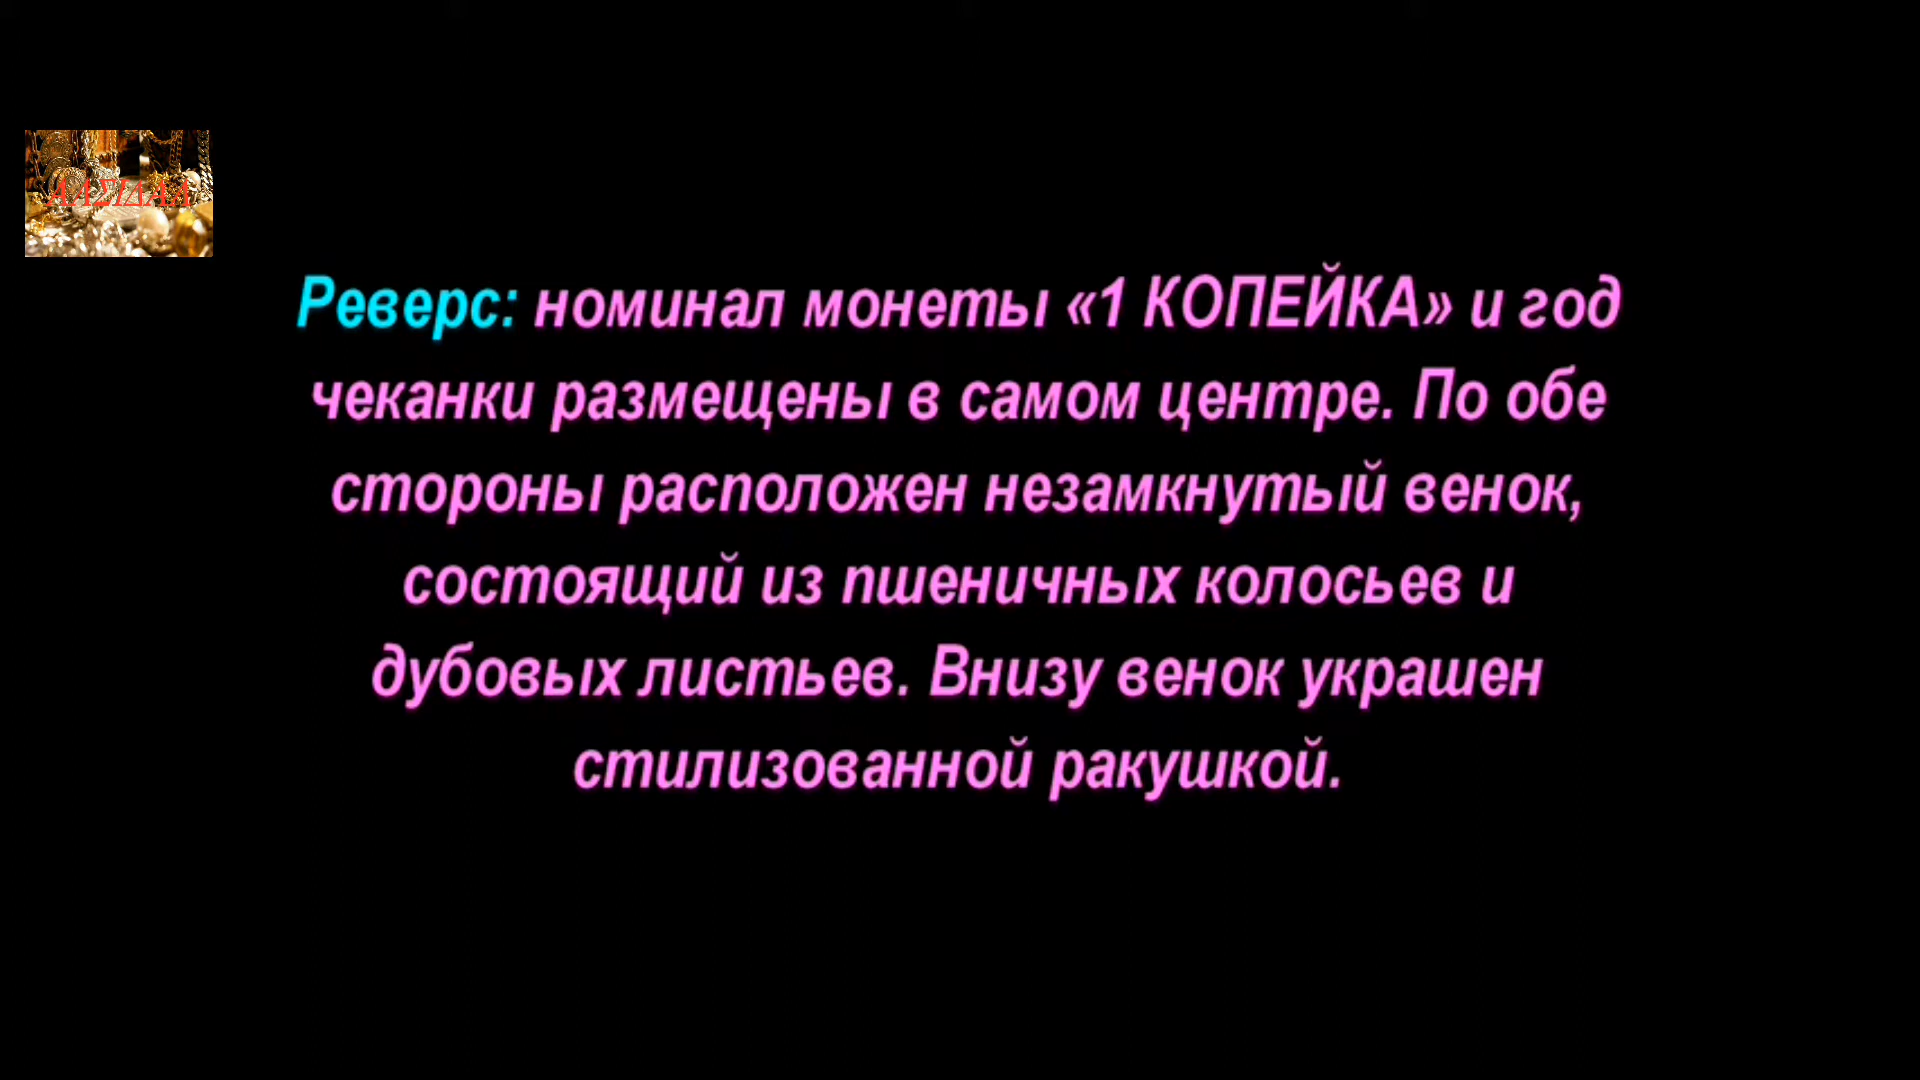 ΑΛΣΙΔΑΛ
Реверс: номинал монеты «1 КОПЕЙКА» и год
чеканки размещены в самом центре. По обе
стороны расположен незамкнутый венок,
состоящий из пшеничных колосьев и
дубовых листьев. Внизу венок украшен
стилизованной ракушкой.